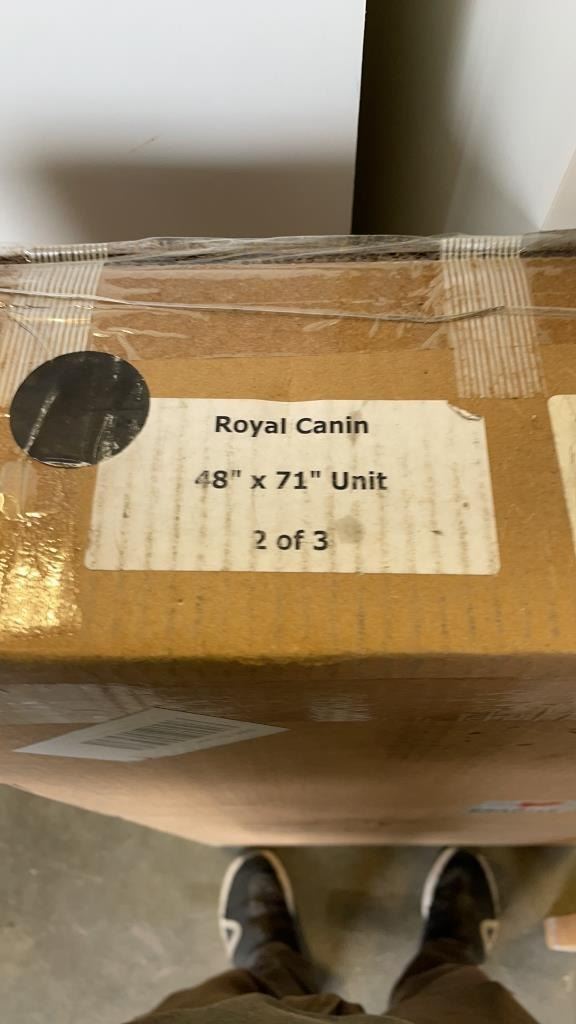 Royal Canin
48" x 71" Unit
2 of 3